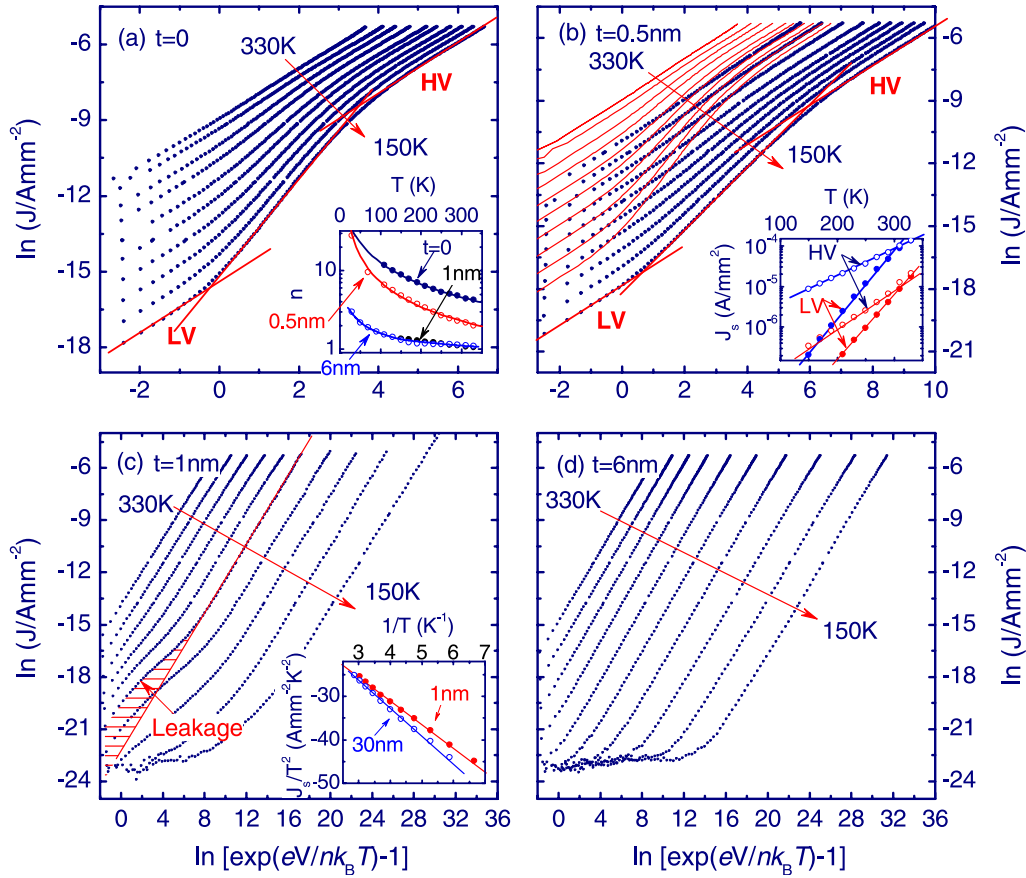 (a) t=0
330K
HV
150K
LV
-6
-9
-12
-15
-18
ln (J/Amm⁻²)
-2 0 2 4 6
T (K)
0 100 200 300
10
1
n
t=0
1nm
0.5nm
6nm
(b) t=0.5nm
330K
HV
150K
LV
-6
-9
-12
-15
-18
-21
ln (J/Amm⁻²)
-2 0 2 4 6 8 10
T (K)
100 200 300
10⁻⁴
10⁻⁵
10⁻⁶
Jₛ (A/mm²)
HV
LV
(c) t=1nm
330K
150K
Leakage
-6
-9
-12
-15
-18
-21
-24
ln (J/Amm⁻²)
0 4 8 12 16 20 24 28 32 36
ln [exp(eV/nk_BT)-1]
1/T (K⁻¹)
3 4 5 6 7
-30
-40
-50
Jₛ/T² (Amm⁻²K⁻²)
1nm
30nm
(d) t=6nm
330K
150K
-6
-9
-12
-15
-18
-21
-24
ln (J/Amm⁻²)
0 4 8 12 16 20 24 28 32 36
ln [exp(eV/nk_BT)-1]